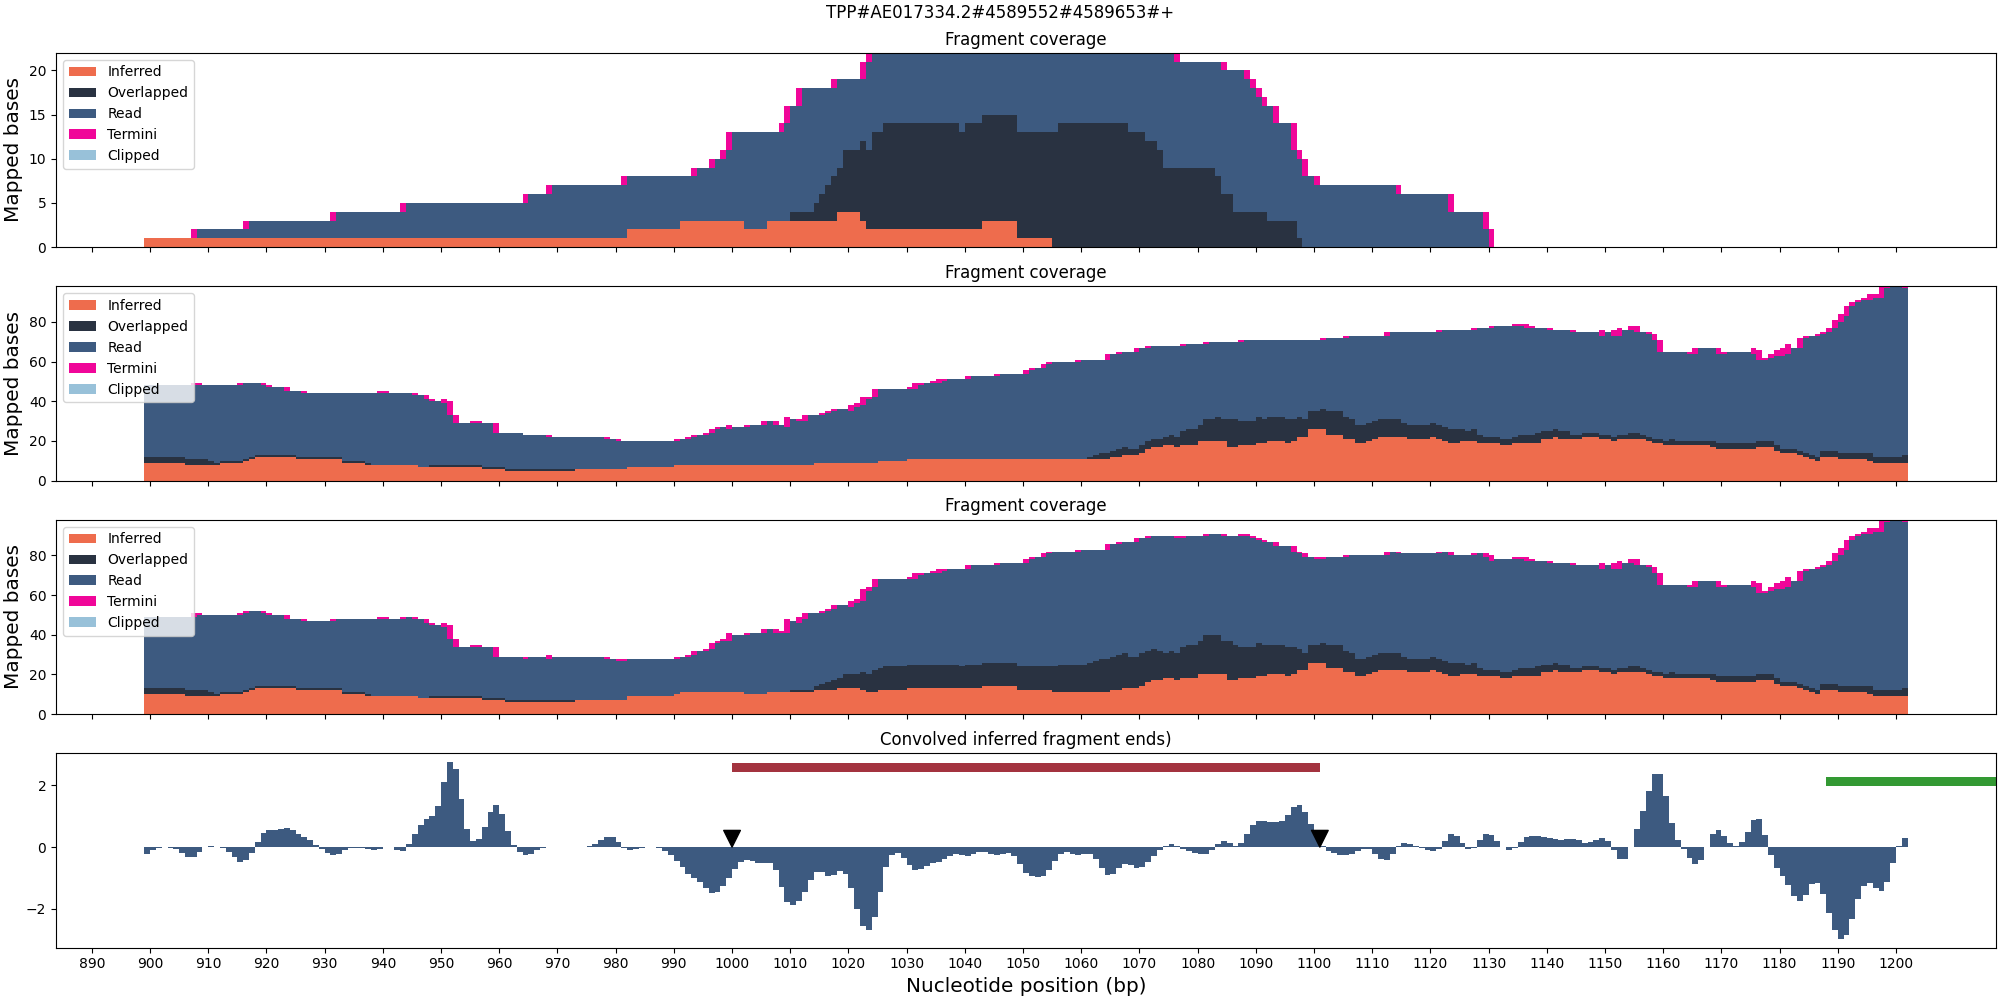 TPP#AE017334.2#4589552#4589653#+
Fragment coverage
Mapped bases
20
15
10
5
0
Inferred
Overlapped
Read
Termini
Clipped
Fragment coverage
Mapped bases
80
60
40
20
0
Inferred
Overlapped
Read
Termini
Clipped
Fragment coverage
Mapped bases
80
60
40
20
0
Inferred
Overlapped
Read
Termini
Clipped
Convolved inferred fragment ends)
2
0
−2
890 900 910 920 930 940 950 960 970 980 990 1000 1010 1020 1030 1040 1050 1060 1070 1080 1090 1100 1110 1120 1130 1140 1150 1160 1170 1180 1190 1200
Nucleotide position (bp)